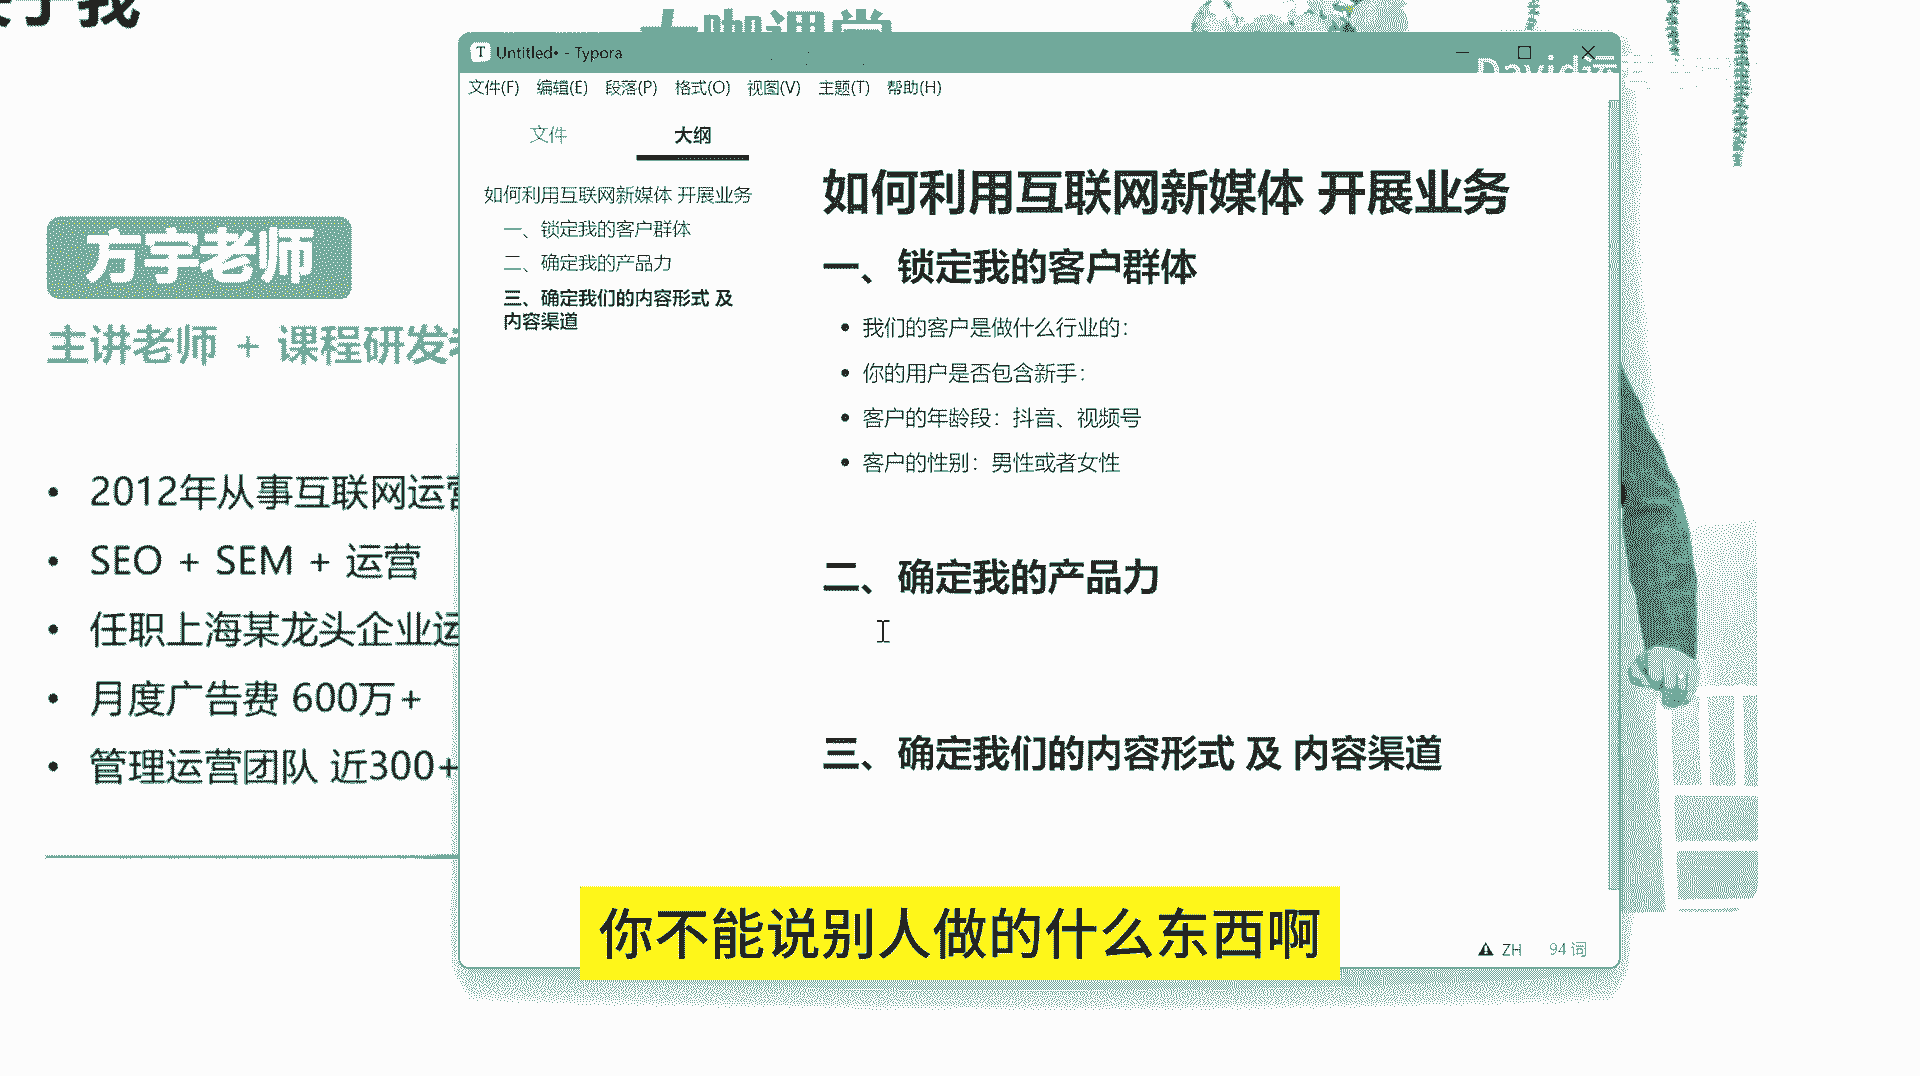 于我
大咖课堂
方宇老师
主讲老师 + 课程研发
2012年从事互联网运营
SEO + SEM + 运营
任职上海某龙头企业运
月度广告费 600万+
管理运营团队 近300+
Untitled• - Typora
David
文件(F) 编辑(E) 段落(P) 格式(O) 视图(V) 主题(T) 帮助(H)
文件 大纲
如何利用互联网新媒体 开展业务
一、锁定我的客户群体
二、确定我的产品力
三、确定我们的内容形式 及
内容渠道
如何利用互联网新媒体 开展业务
一、锁定我的客户群体
我们的客户是做什么行业的：
你的用户是否包含新手：
客户的年龄段：抖音、视频号
客户的性别：男性或者女性
二、确定我的产品力
三、确定我们的内容形式 及 内容渠道
ZH 94 词
你不能说别人做的什么东西啊